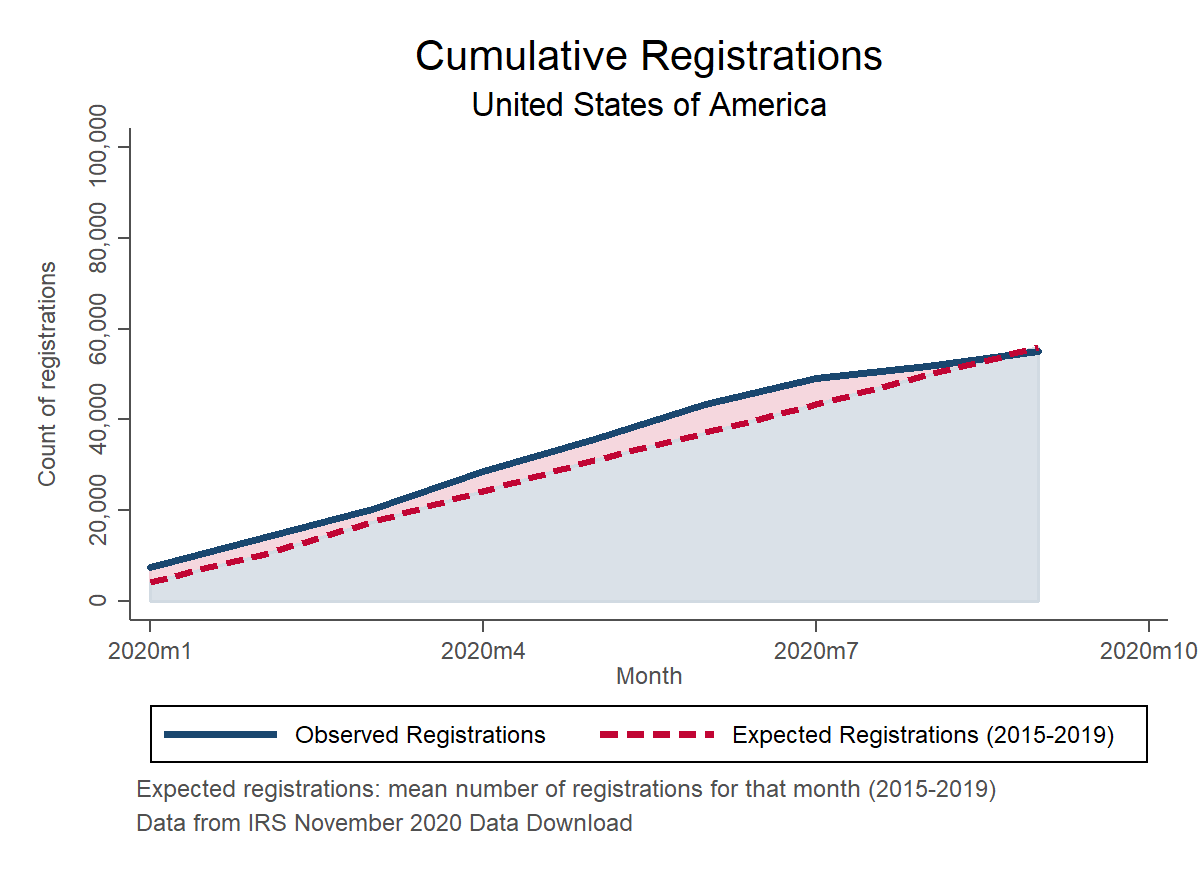 Cumulative Registrations
United States of America
Count of registrations
100,000
80,000
60,000
40,000
20,000
0
2020m1 2020m4 2020m7 2020m10
Month
Observed Registrations Expected Registrations (2015-2019)
Expected registrations: mean number of registrations for that month (2015-2019)
Data from IRS November 2020 Data Download